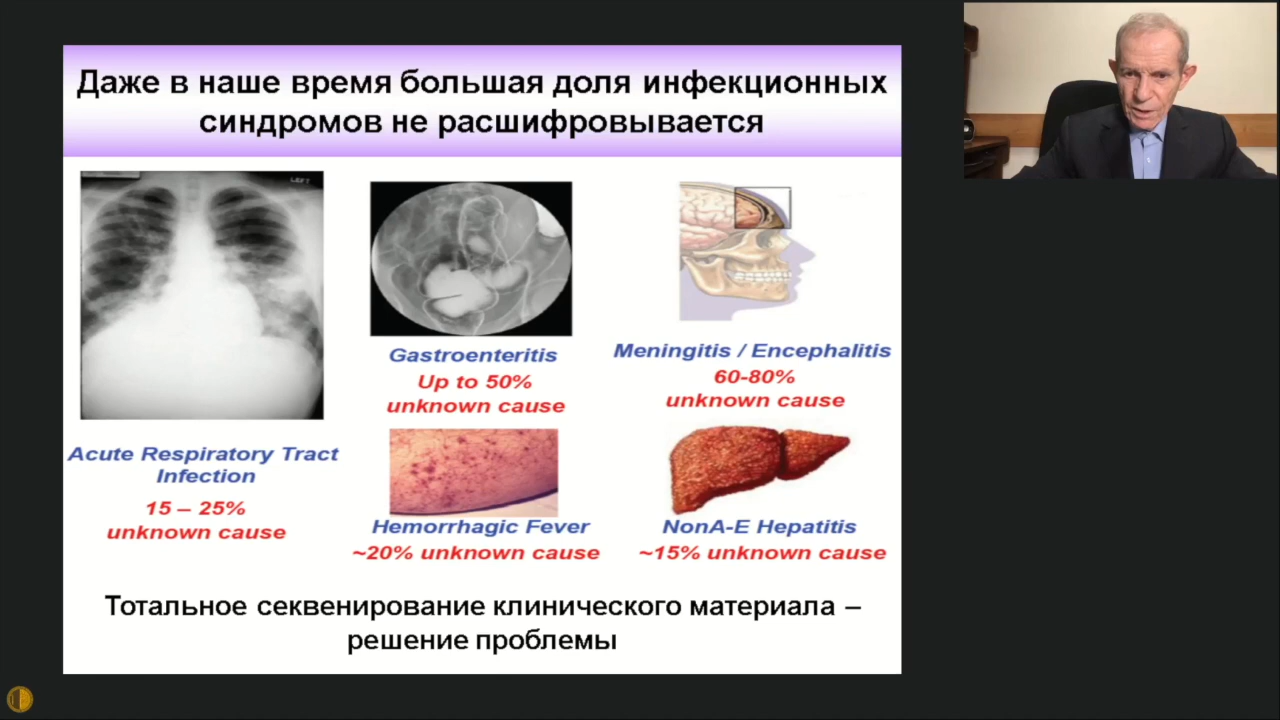 Даже в наше время большая доля инфекционных
синдромов не расшифровывается
LEFT
Acute Respiratory Tract
Infection
15 – 25%
unknown cause
Gastroenteritis
Up to 50%
unknown cause
Meningitis / Encephalitis
60-80%
unknown cause
Hemorrhagic Fever
~20% unknown cause
NonA-E Hepatitis
~15% unknown cause
Тотальное секвенирование клинического материала –
решение проблемы